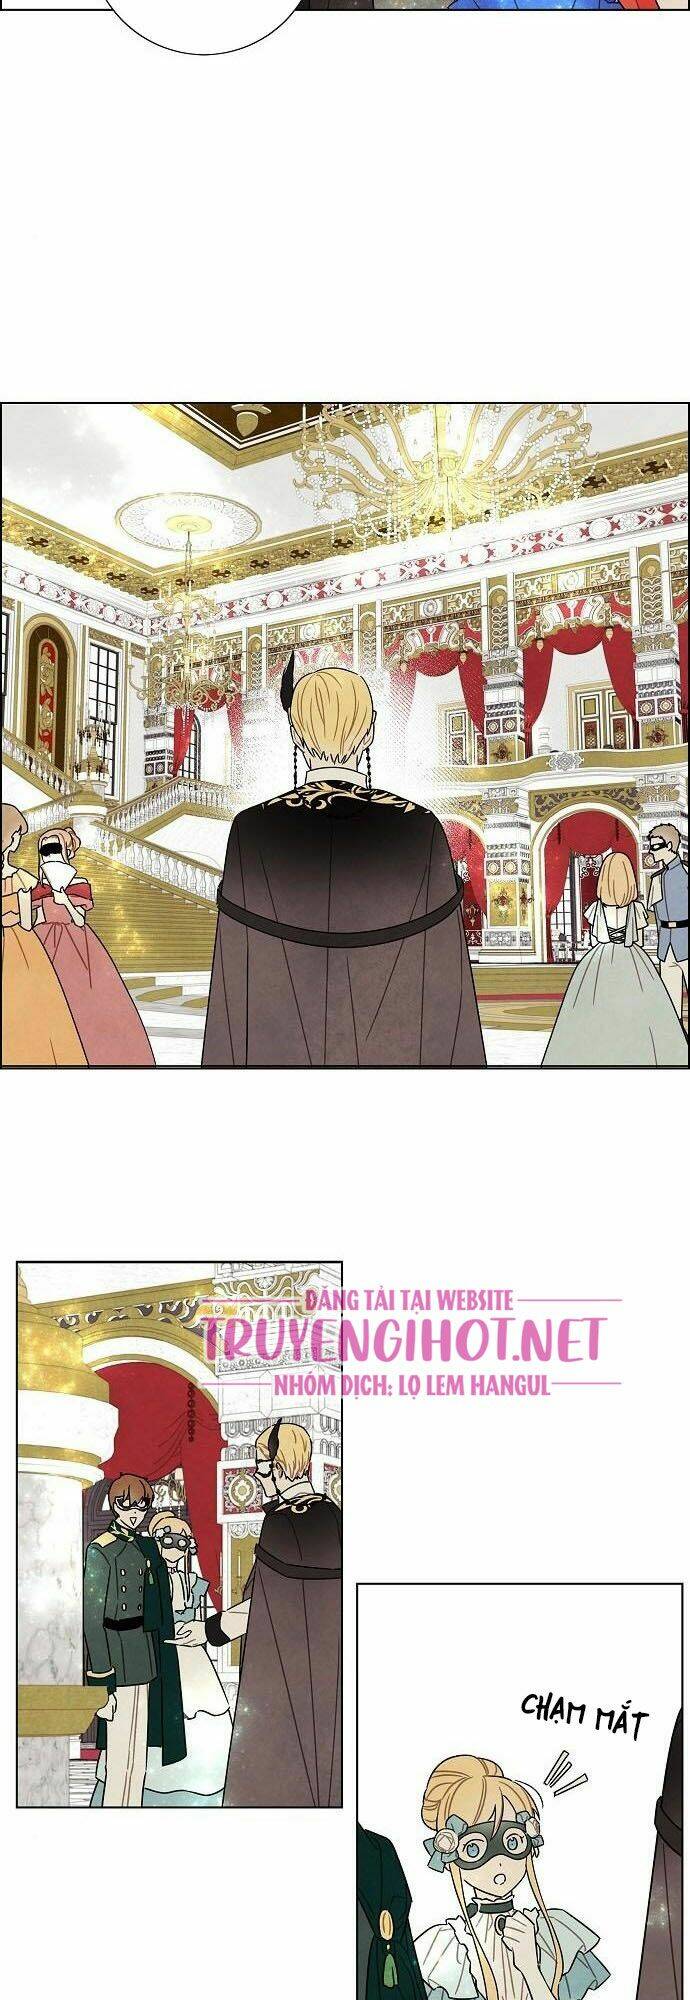 ĐĂNG TẢI TẠI WEBSITE
TRUYENGIHOT.NET
NHÓM DỊCH: LỌ LEM HANGUL
CHẠM MẮT